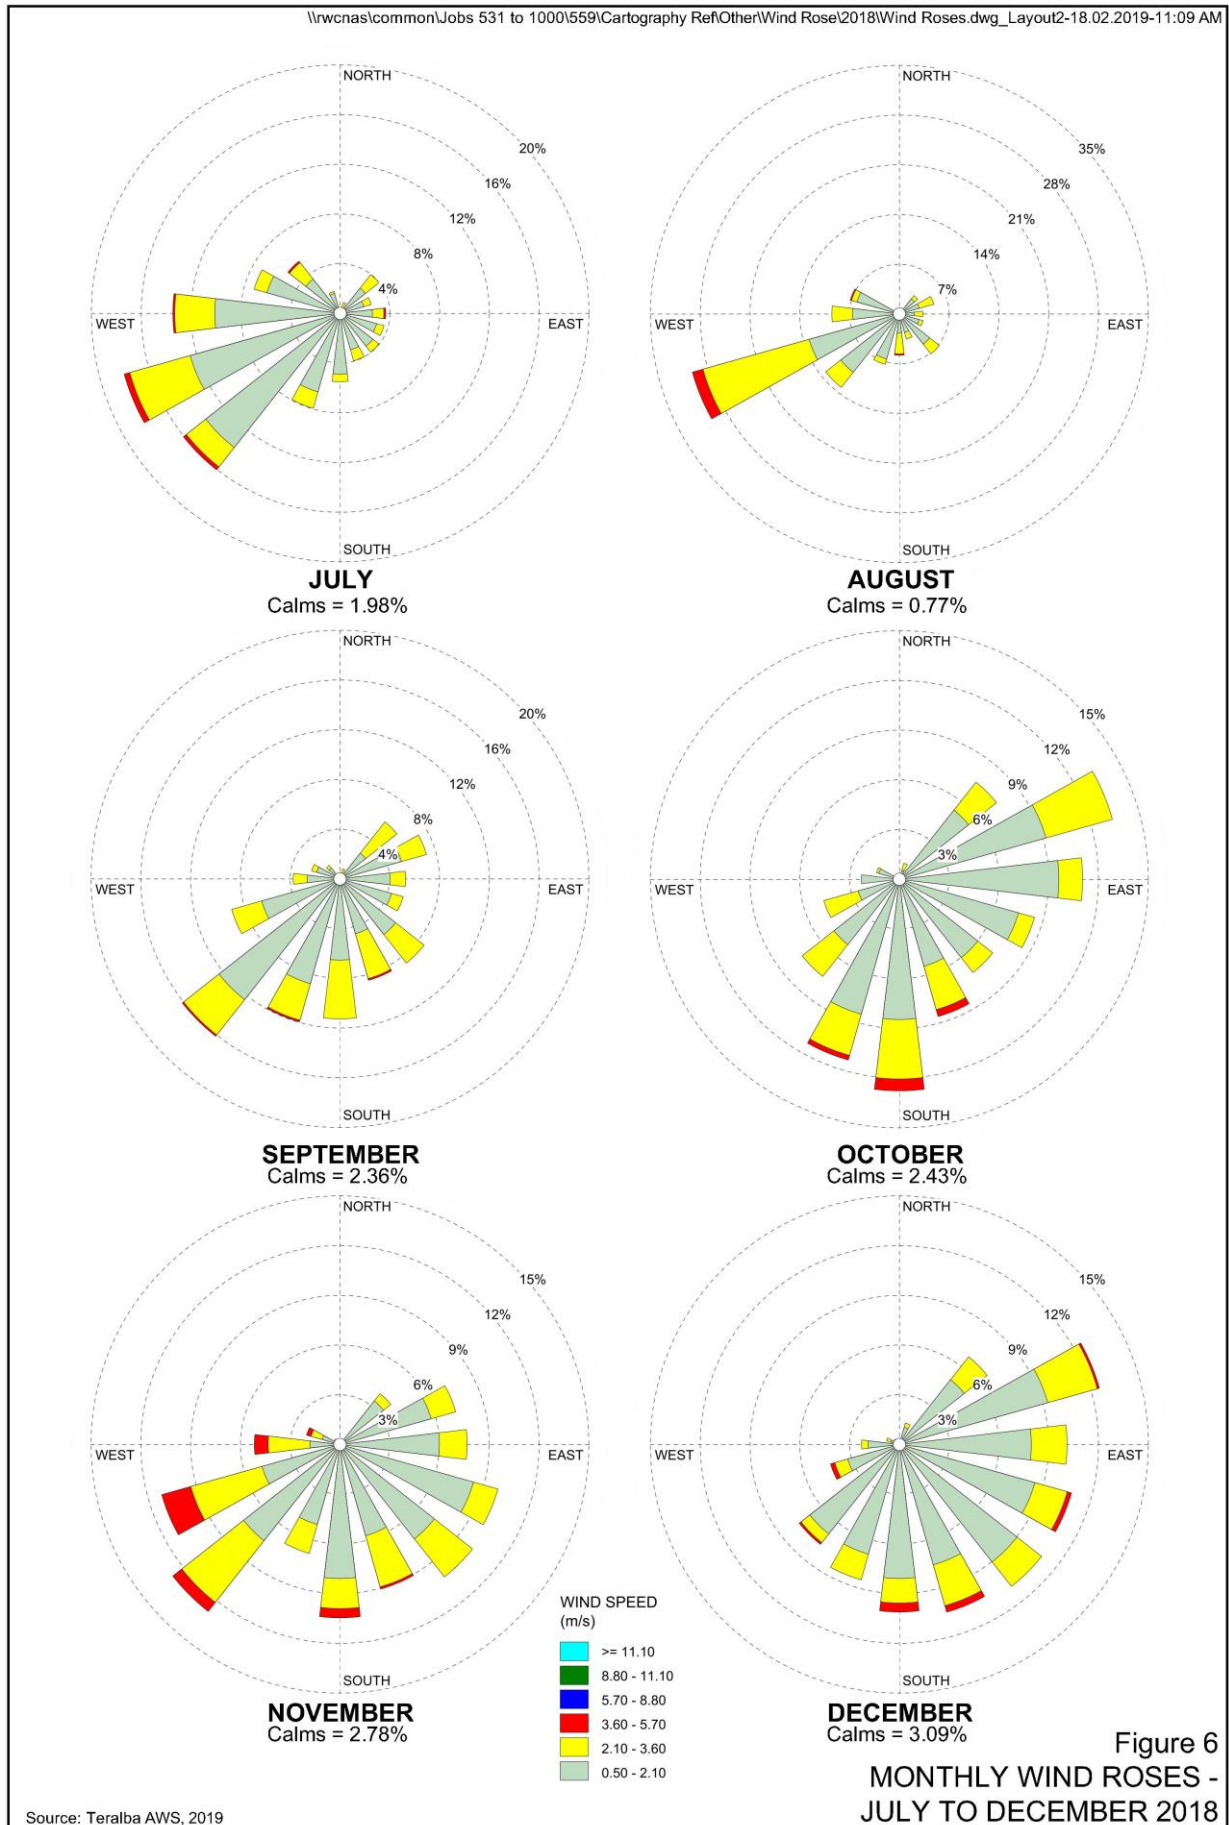 \\rwcnas\common\Jobs 531 to 1000\559\Cartography Ref\Other\Wind Rose\2018\Wind Roses.dwg_Layout2-18.02.2019-11:09 AM
NORTH
20%
16%
12%
8%
4%
WEST
EAST
SOUTH
JULY
Calms = 1.98%
NORTH
35%
28%
21%
14%
7%
WEST
EAST
SOUTH
AUGUST
Calms = 0.77%
NORTH
20%
16%
12%
8%
4%
WEST
EAST
SOUTH
SEPTEMBER
Calms = 2.36%
NORTH
15%
12%
9%
6%
3%
WEST
EAST
SOUTH
OCTOBER
Calms = 2.43%
NORTH
15%
12%
9%
6%
3%
WEST
EAST
SOUTH
NOVEMBER
Calms = 2.78%
NORTH
15%
12%
9%
6%
3%
WEST
EAST
SOUTH
DECEMBER
Calms = 3.09%
WIND SPEED
(m/s)
>= 11.10
8.80 - 11.10
5.70 - 8.80
3.60 - 5.70
2.10 - 3.60
0.50 - 2.10
Figure 6
MONTHLY WIND ROSES -
JULY TO DECEMBER 2018
Source: Teralba AWS, 2019